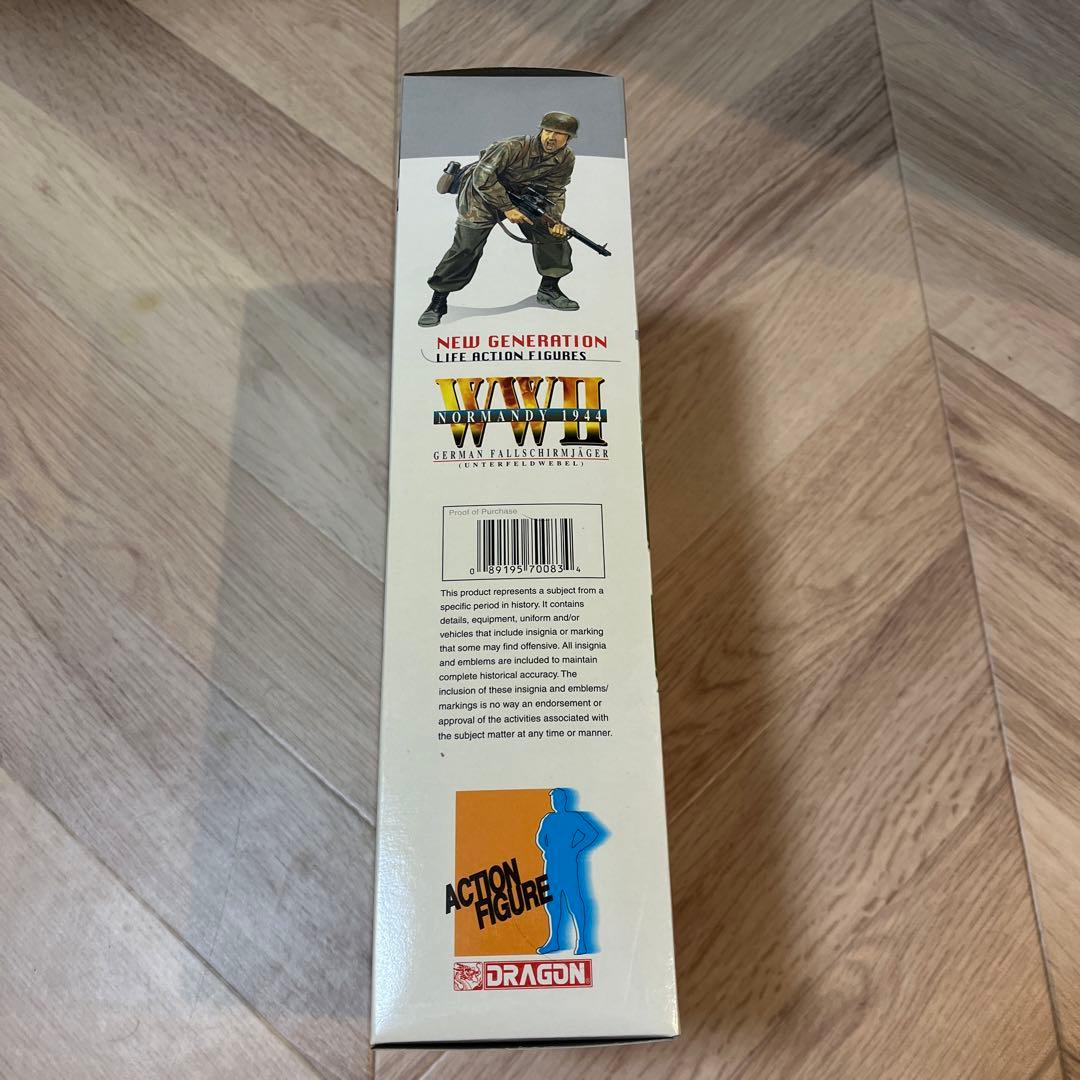 NEW GENERATION
LIFE ACTION FIGURES
WWII
NORMANDY 1944
GERMAN FALLSCHIRMJÄGER
(UNTERFELDWEBEL)
Proof of Purchase
0 89195 70083 4
This product represents a subject from a
specific period in history. It contains
details, equipment, uniform and/or
vehicles that include insignia or marking
that some may find offensive. All insignia
and emblems are included to maintain
complete historical accuracy. The
inclusion of these insignia and emblems/
markings is no way an endorsement or
approval of the activities associated with
the subject matter at any time or manner.
ACTION
FIGURE
DRAGON